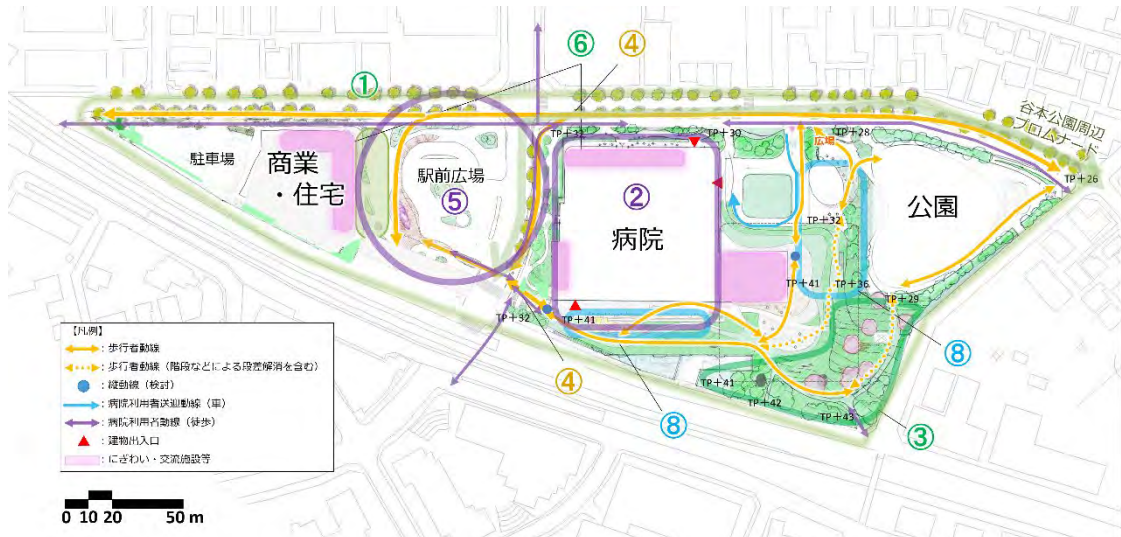 ⑥
④
①
谷本公園周辺
プロムナード
駐車場
商業
・住宅
駅前広場
⑤
TP+33
TP+30
広場
TP+28
TP+26
②
病院
公園
TP+32
TP+41
TP+36
TP+29
TP+32
TP+41
⑧
④
⑧
TP+41
TP+42
TP+43
③
【凡例】
：歩行者動線
：歩行者動線（階段などによる段差解消を含む）
：縦動線（検討）
：病院利用者送迎動線（車）
：病院利用者動線（徒歩）
：建物出入口
：にぎわい・交流施設等
0 10 20 50 m